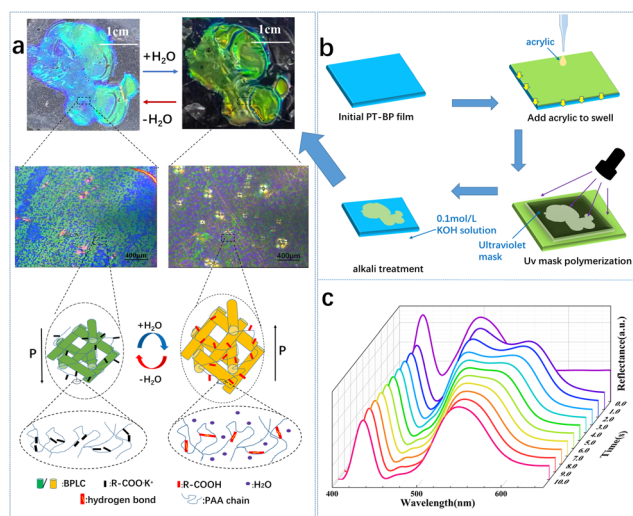 a
1cm
1cm
+H₂O
-H₂O
400μm
400μm
P
+H₂O
-H₂O
P
/ :BPLC :R-COOK⁺ :R-COOH :H₂O
:hydrogen bond :PAA chain
b
acrylic
Initial PT-BP film
Add acrylic to swell
0.1mol/L
KOH solution
Ultraviolet
mask
alkali treatment
Uv mask polymerization
c
Reflectance(a.u.)
0.0
1.0
2.0
3.0
4.0
5.0
6.0
7.0
8.0
9.0
10.0
Time(s)
400
500
600
Wavelength(nm)